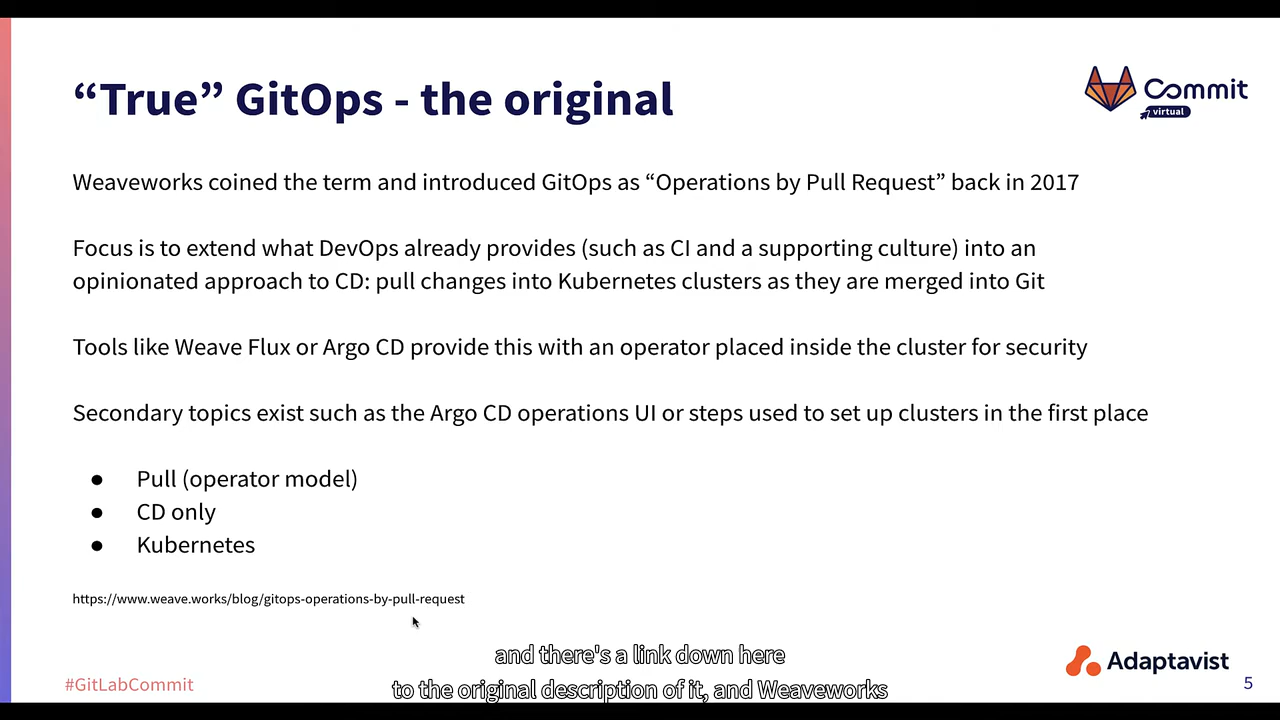 “True” GitOps - the original
Commit
virtual
Weaveworks coined the term and introduced GitOps as “Operations by Pull Request” back in 2017
Focus is to extend what DevOps already provides (such as CI and a supporting culture) into an
opinionated approach to CD: pull changes into Kubernetes clusters as they are merged into Git
Tools like Weave Flux or Argo CD provide this with an operator placed inside the cluster for security
Secondary topics exist such as the Argo CD operations UI or steps used to set up clusters in the first place
● Pull (operator model)
● CD only
● Kubernetes
https://www.weave.works/blog/gitops-operations-by-pull-request
and there's a link down here
to the original description of it, and Weaveworks
#GitLabCommit
Adaptavist
5